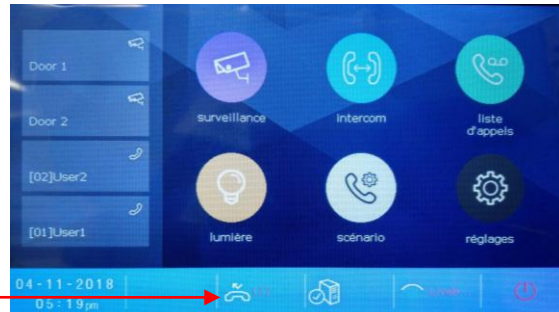 Door 1
Door 2
[02]User2
[01]User1
surveillance
intercom
liste
d'appels
lumière
scénario
réglages
04-11-2018
05:19pm